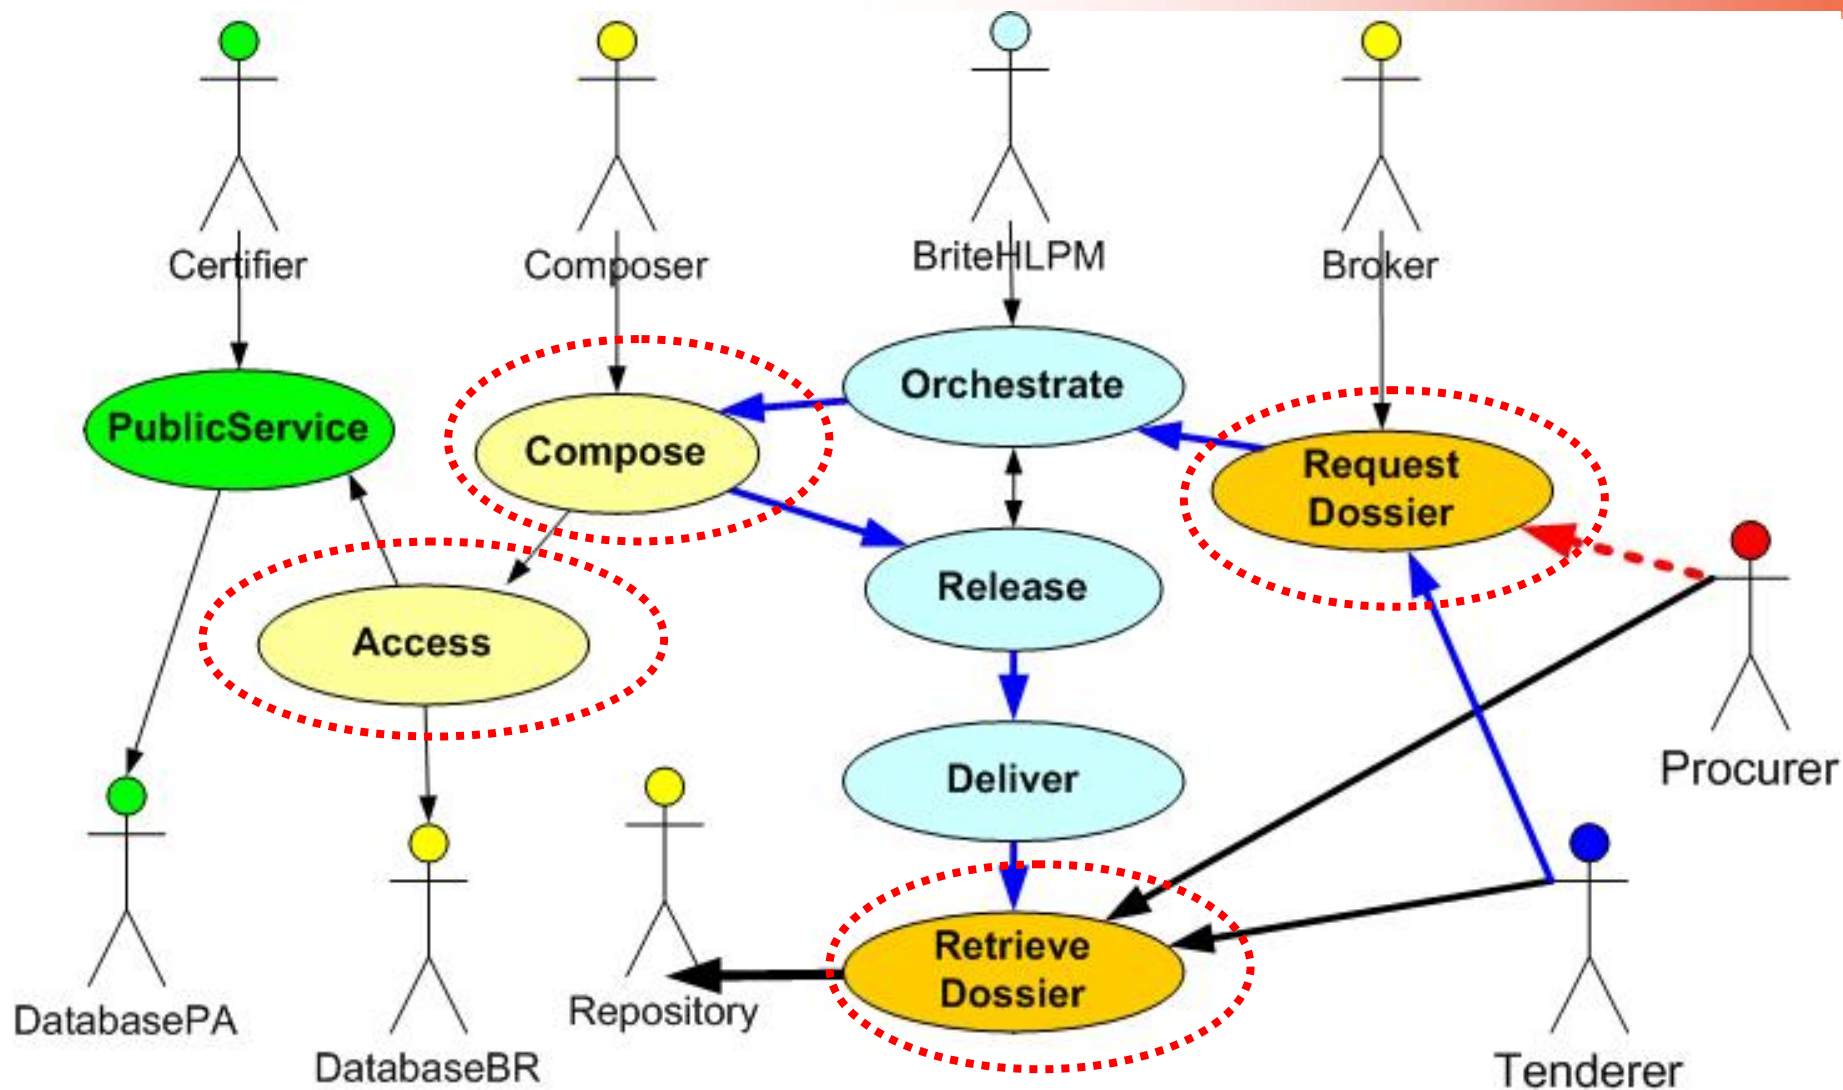 Certifier
Composer
BriteHLPM
Broker
PublicService
Compose
Orchestrate
Request
Dossier
Access
Release
Deliver
Procurer
Retrieve
Dossier
DatabasePA
DatabaseBR
Repository
Tenderer